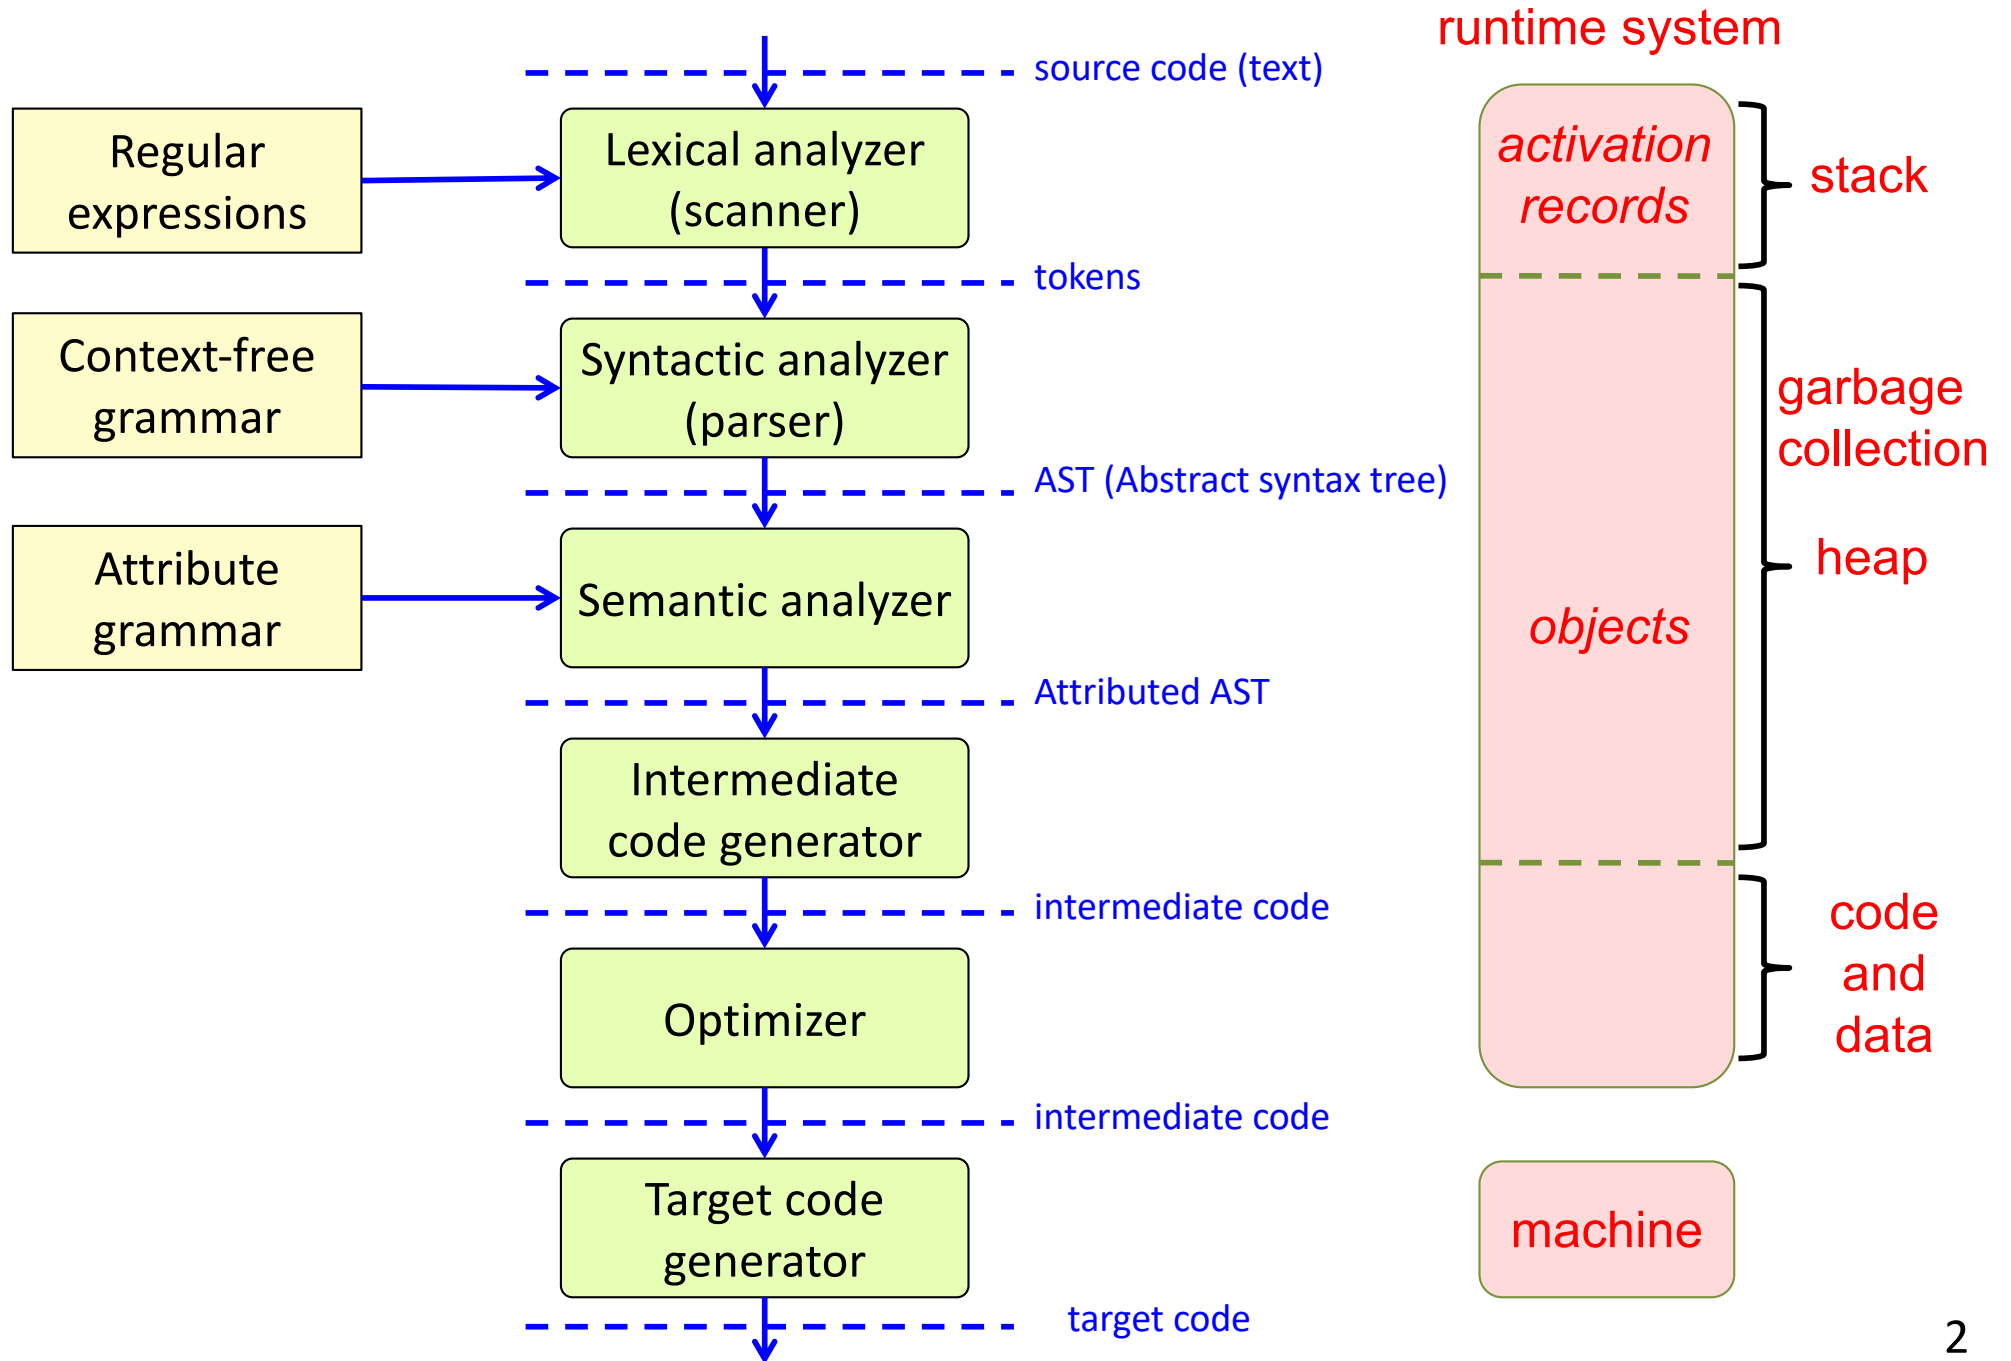 runtime system
source code (text)
Regular
expressions
Lexical analyzer
(scanner)
activation
records
stack
tokens
Context-free
grammar
Syntactic analyzer
(parser)
garbage
collection
AST (Abstract syntax tree)
Attribute
grammar
Semantic analyzer
heap
objects
Attributed AST
Intermediate
code generator
intermediate code
code
and
data
Optimizer
intermediate code
Target code
generator
machine
target code
2